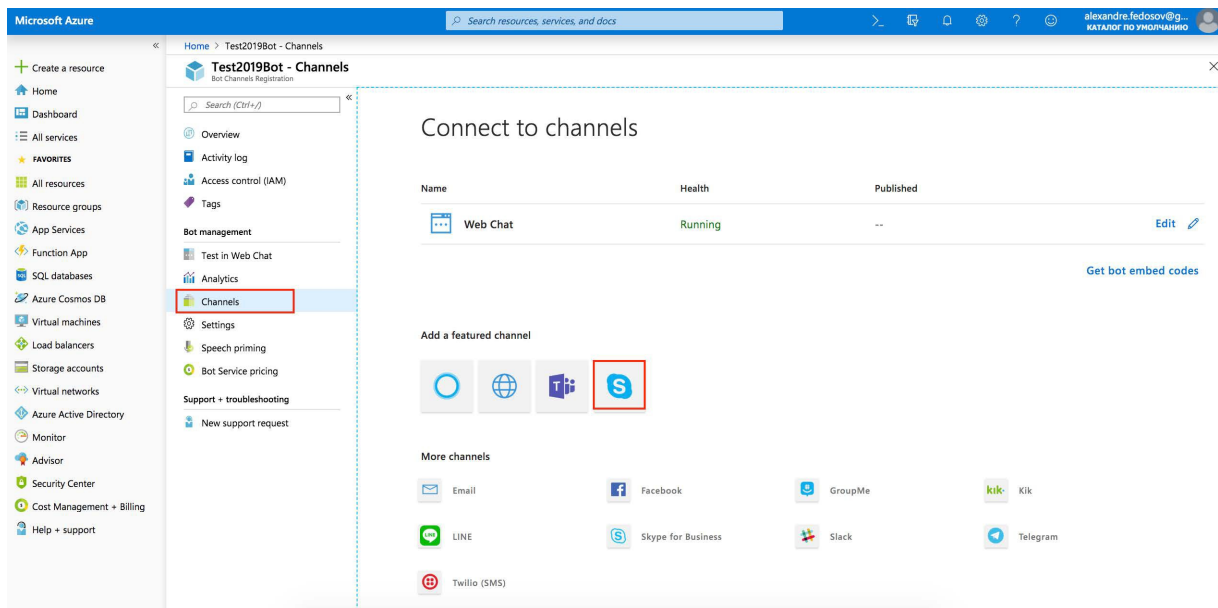 Microsoft Azure
Search resources, services, and docs
alexandre.fedosov@g...
КАТАЛОГ ПО УМОЛЧАНИЮ
Create a resource
Home
Dashboard
All services
FAVORITES
All resources
Resource groups
App Services
Function App
SQL databases
Azure Cosmos DB
Virtual machines
Load balancers
Storage accounts
Virtual networks
Azure Active Directory
Monitor
Advisor
Security Center
Cost Management + Billing
Help + support
Home > Test2019Bot - Channels
Test2019Bot - Channels
Bot Channels Registration
Search (Ctrl+/)
Overview
Activity log
Access control (IAM)
Tags
Bot management
Test in Web Chat
Analytics
Channels
Settings
Speech priming
Bot Service pricing
Support + troubleshooting
New support request
Connect to channels
Name Health Published
Web Chat Running -- Edit
Get bot embed codes
Add a featured channel
More channels
Email Facebook GroupMe kik• Kik
LINE LINE Skype for Business Slack Telegram
Twilio (SMS)